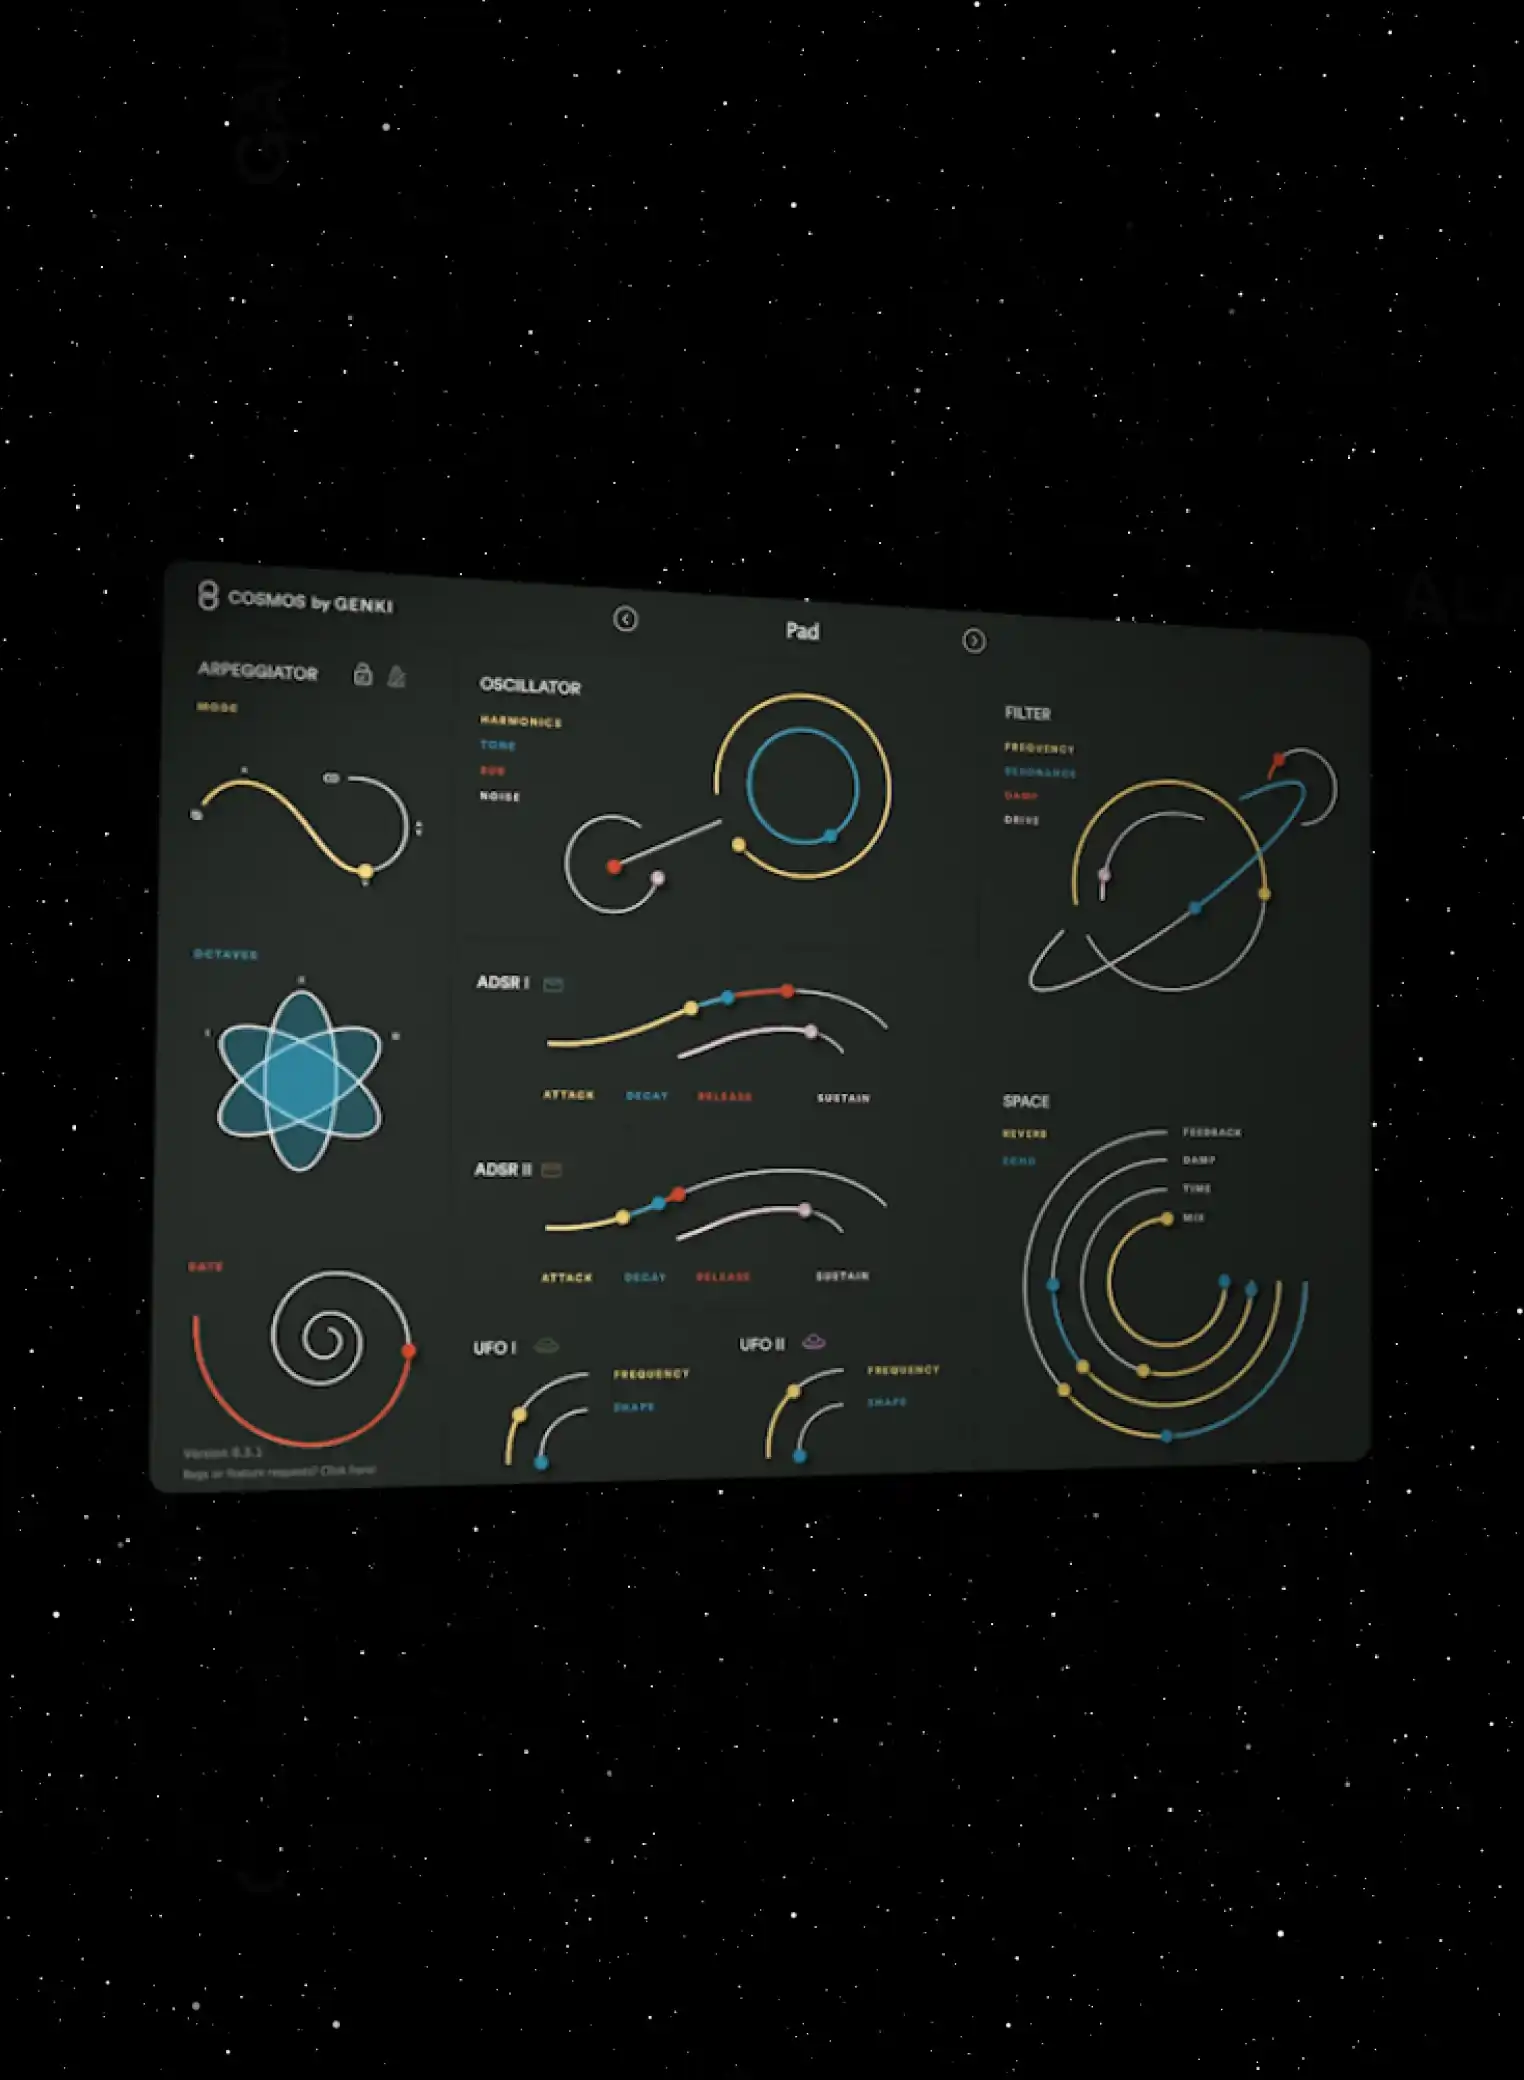 COSMOS by GENKI
Pad
ARPEGGIATOR
MODE
OCTAVES
RATE
Version 0.3.1
Bugs or feature requests? Click here!
OSCILLATOR
HARMONICS
TONE
SUB
NOISE
ADSR I
ATTACK DECAY RELEASE SUSTAIN
ADSR II
ATTACK DECAY RELEASE SUSTAIN
UFO I
FREQUENCY
SHAPE
UFO II
FREQUENCY
SHAPE
FILTER
FREQUENCY
RESONANCE
DAMP
DRIVE
SPACE
REVERB
ECHO
FEEDBACK
DAMP
TIME
MIX